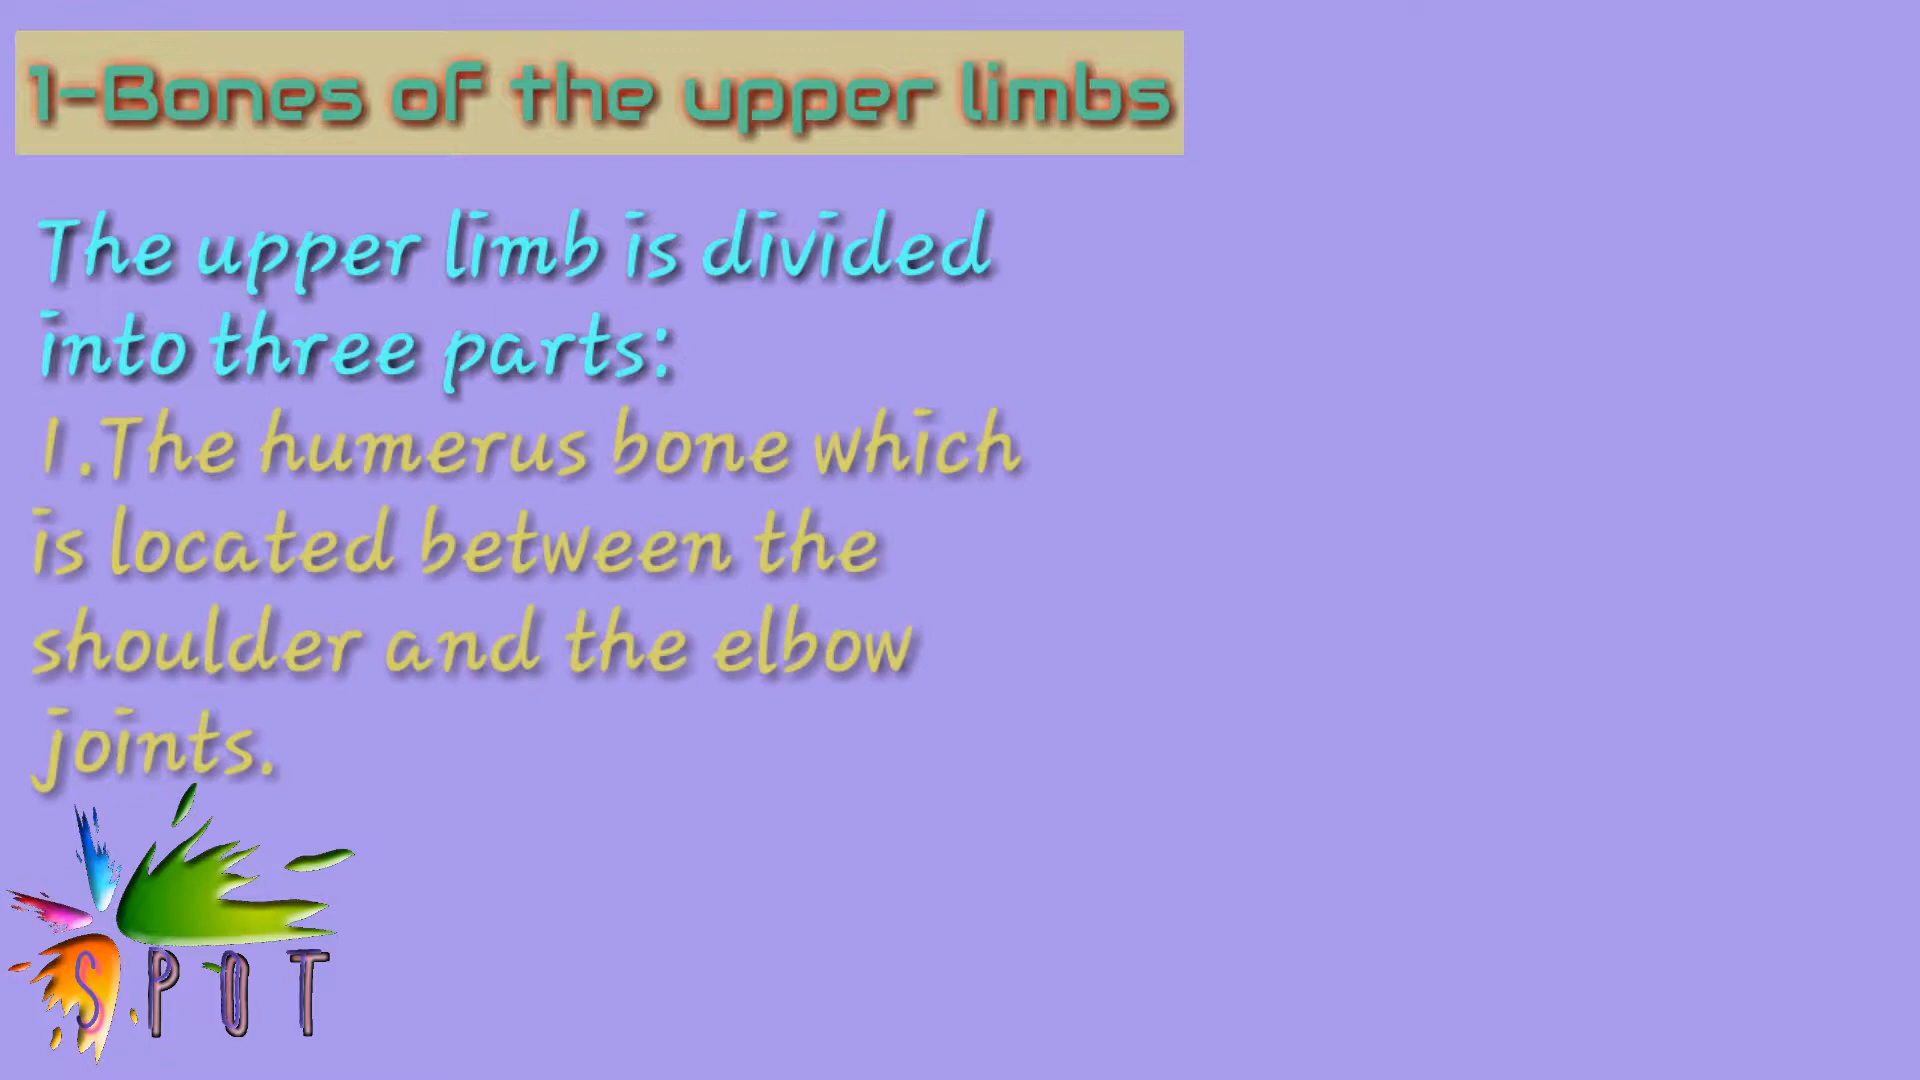 1-Bones of the upper limbs
The upper limb is divided
into three parts:
1.The humerus bone which
is located between the
shoulder and the elbow
joints.
SPOT